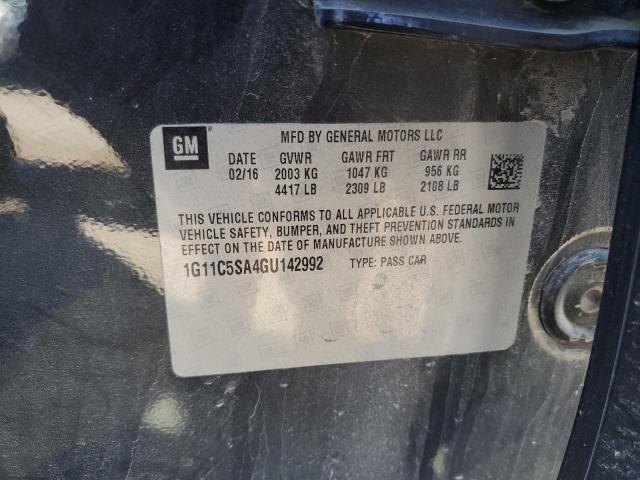 GM
MFD BY GENERAL MOTORS LLC
DATE GVWR GAWR FRT GAWR RR
02/16 2003 KG 1047 KG 956 KG
4417 LB 2309 LB 2108 LB
THIS VEHICLE CONFORMS TO ALL APPLICABLE U.S. FEDERAL MOTOR
VEHICLE SAFETY, BUMPER, AND THEFT PREVENTION STANDARDS IN
EFFECT ON THE DATE OF MANUFACTURE SHOWN ABOVE.
1G11C5SA4GU142992 TYPE: PASS CAR